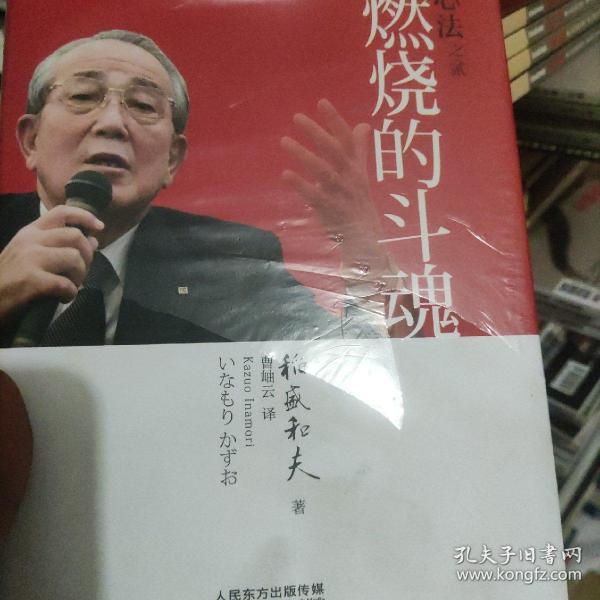 心法之贰
燃烧的斗魂
稻盛和夫 著
曹岫云 译
Kazuo Inamori
いなもり かずお
人民东方出版传媒
孔夫子旧书网
www.kongfz.com